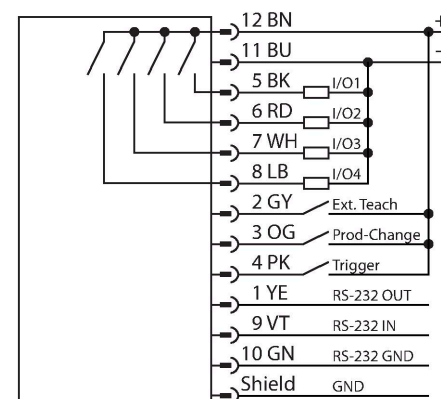 12 BN +
11 BU –
5 BK I/O1
6 RD I/O2
7 WH I/O3
8 LB I/O4
2 GY Ext. Teach
3 OG Prod-Change
4 PK Trigger
1 YE RS-232 OUT
9 VT RS-232 IN
10 GN RS-232 GND
Shield GND